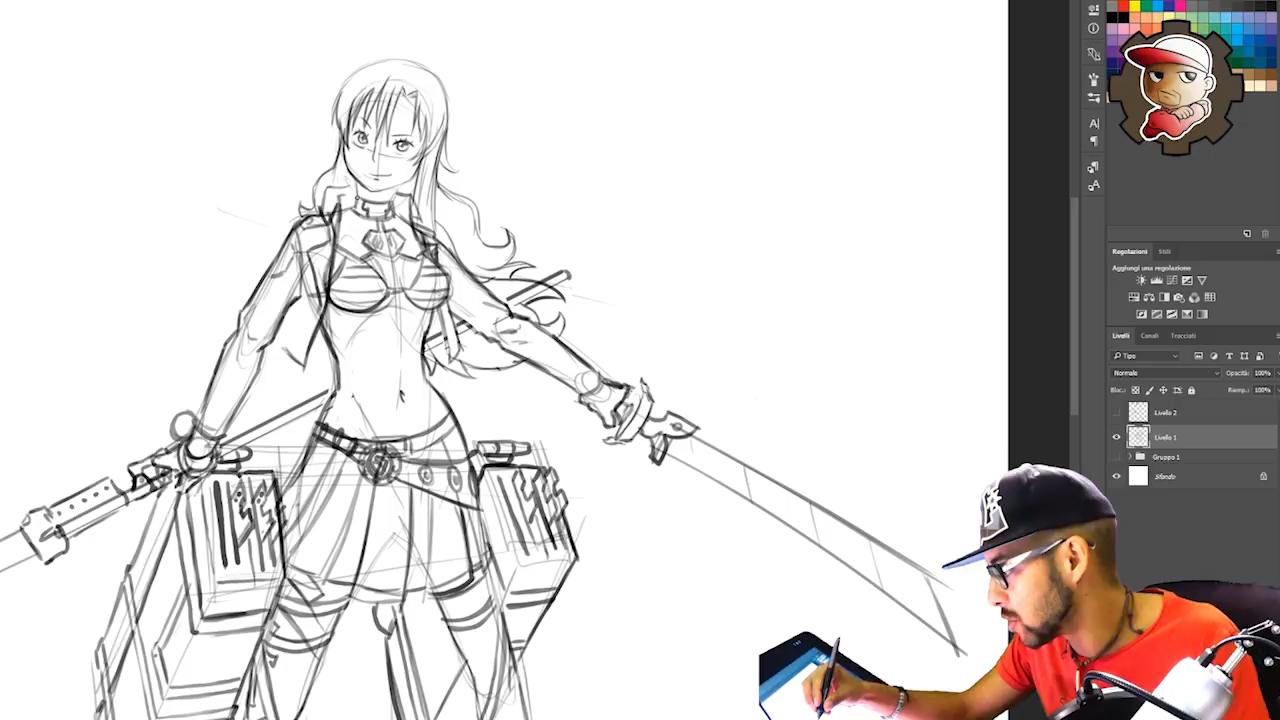 Regolazioni Stili
Aggiungi una regolazione
Livelli Canali Tracciati
Tipo
Normale Opacità: 100%
Bloc.: Riemp.: 100%
Livello 2
Livello 1
Gruppo 1
Sfondo